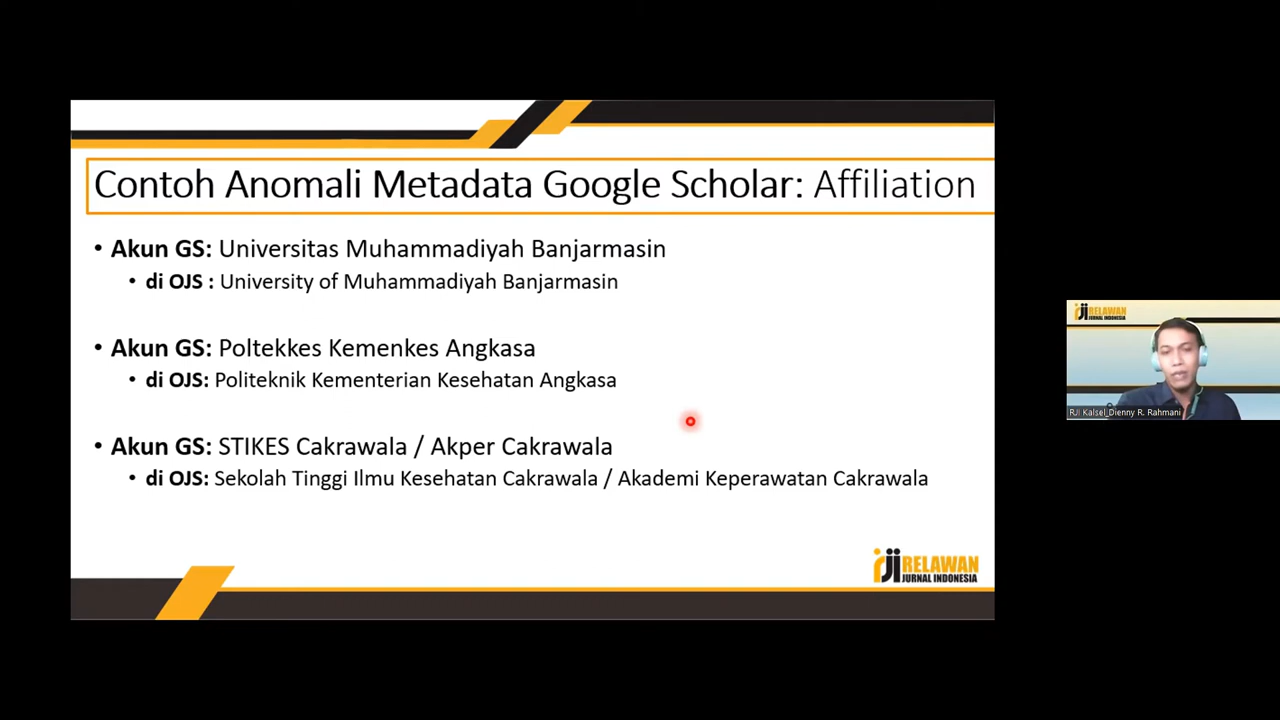 Contoh Anomali Metadata Google Scholar: Affiliation
• Akun GS: Universitas Muhammadiyah Banjarmasin
• di OJS : University of Muhammadiyah Banjarmasin
• Akun GS: Poltekkes Kemenkes Angkasa
• di OJS: Politeknik Kementerian Kesehatan Angkasa
• Akun GS: STIKES Cakrawala / Akper Cakrawala
• di OJS: Sekolah Tinggi Ilmu Kesehatan Cakrawala / Akademi Keperawatan Cakrawala
rji RELAWAN
JURNAL INDONESIA
rji RELAWAN
JURNAL INDONESIA
RJI Kalsel_Dienny R. Rahmani